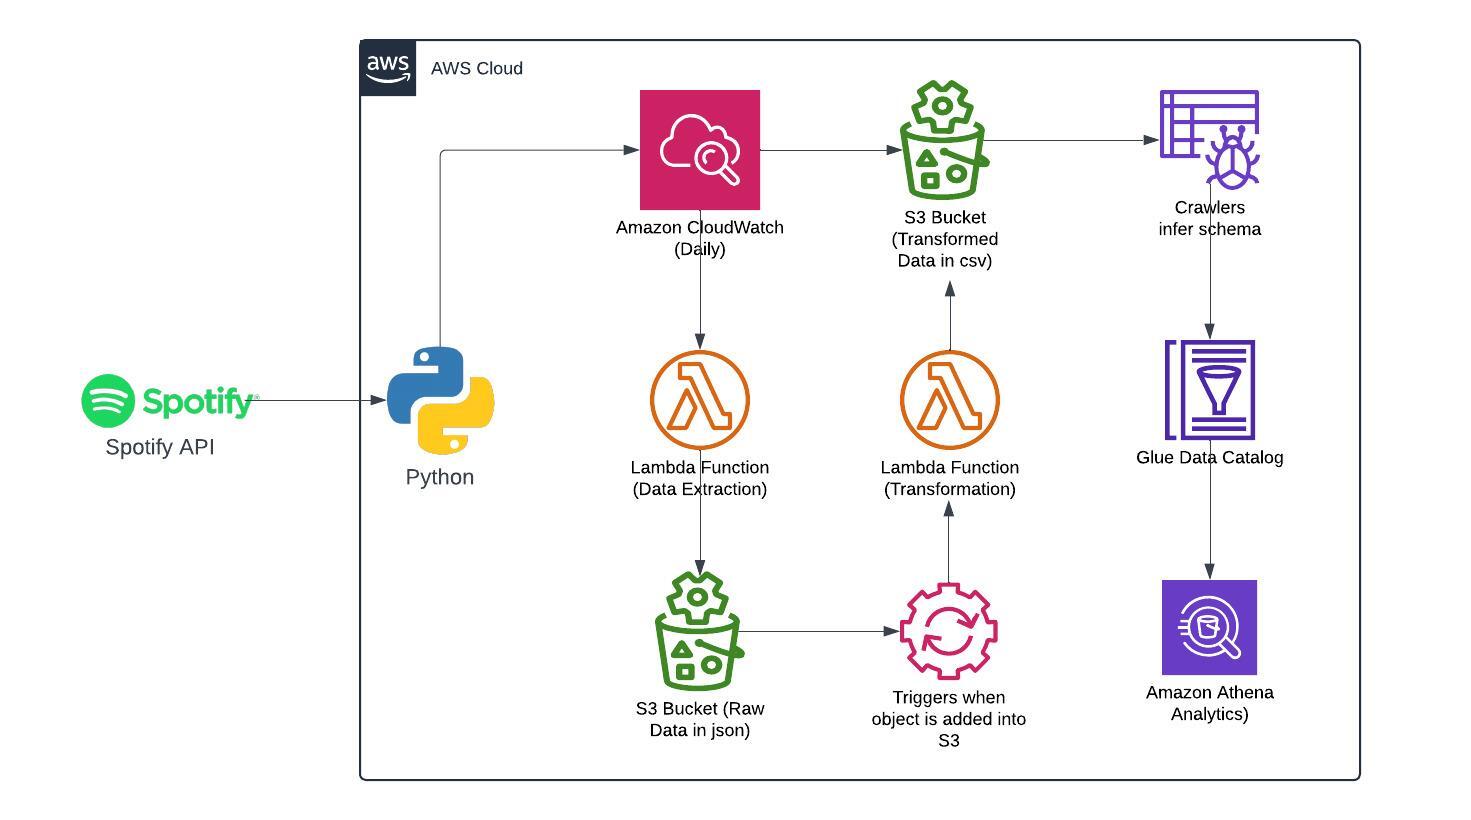 aws
AWS Cloud
Amazon CloudWatch
(Daily)
S3 Bucket
(Transformed
Data in csv)
Crawlers
infer schema
Spotify®
Spotify API
Python
Lambda Function
(Data Extraction)
Lambda Function
(Transformation)
Glue Data Catalog
S3 Bucket (Raw
Data in json)
Triggers when
object is added into
S3
Amazon Athena
Analytics)